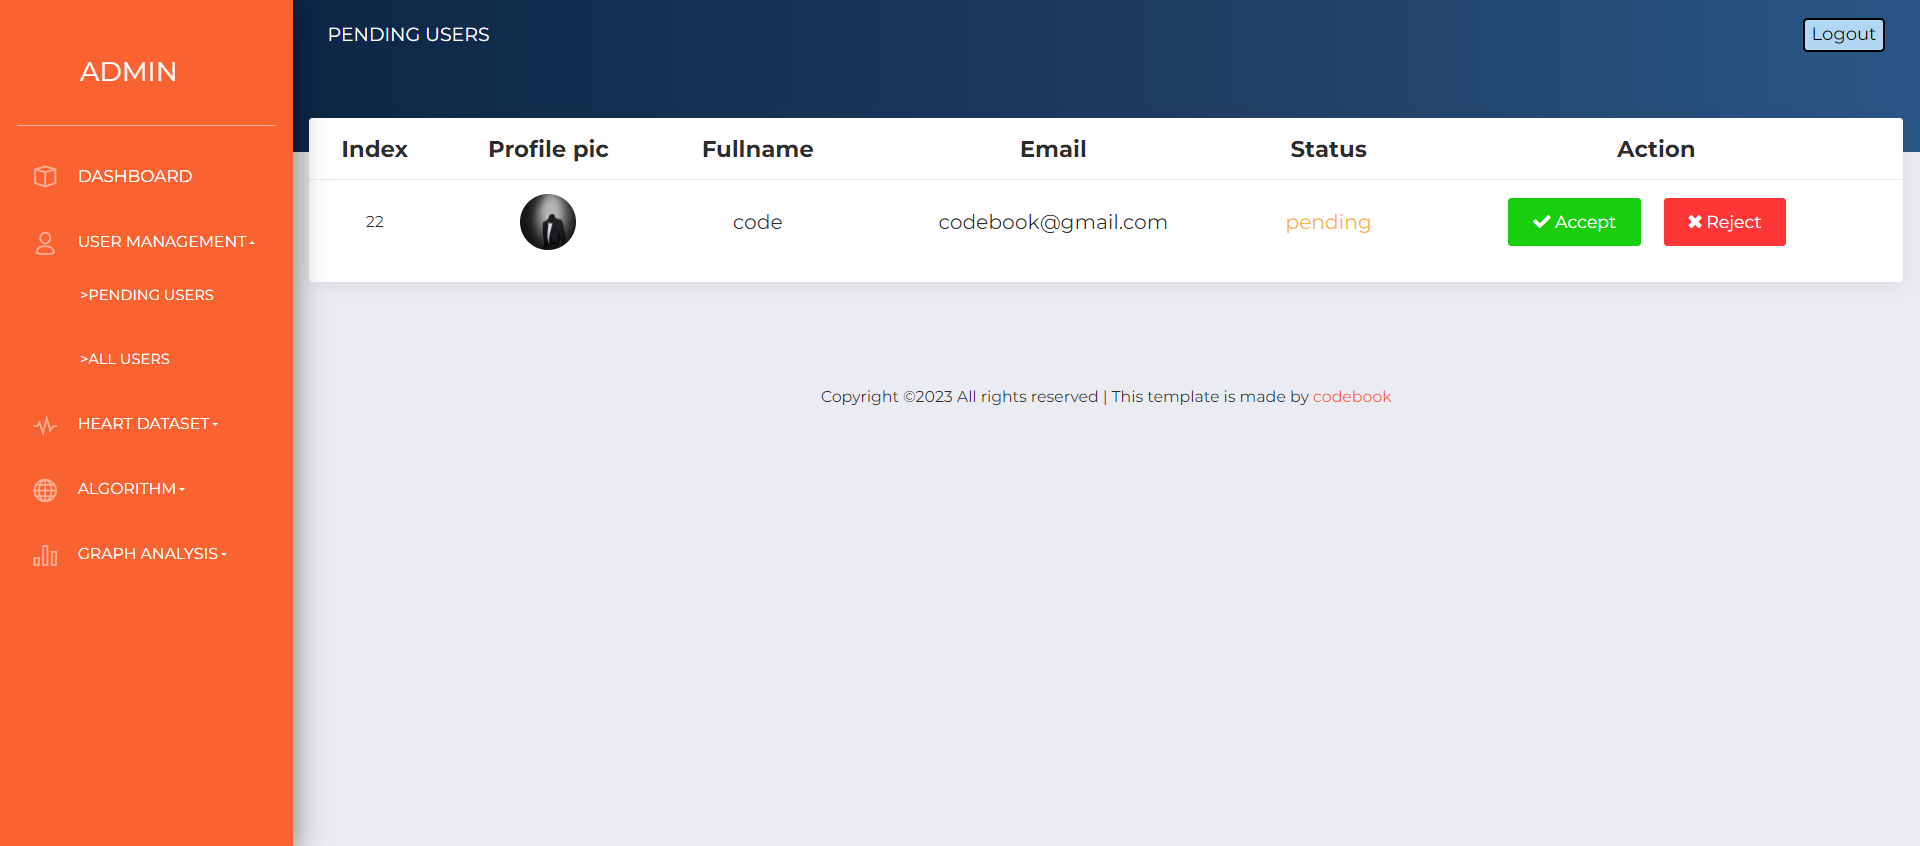 ADMIN
DASHBOARD
USER MANAGEMENT
>PENDING USERS
>ALL USERS
HEART DATASET
ALGORITHM
GRAPH ANALYSIS
PENDING USERS
Logout
Index Profile pic Fullname Email Status Action
22 code codebook@gmail.com pending Accept Reject
Copyright ©2023 All rights reserved | This template is made by codebook